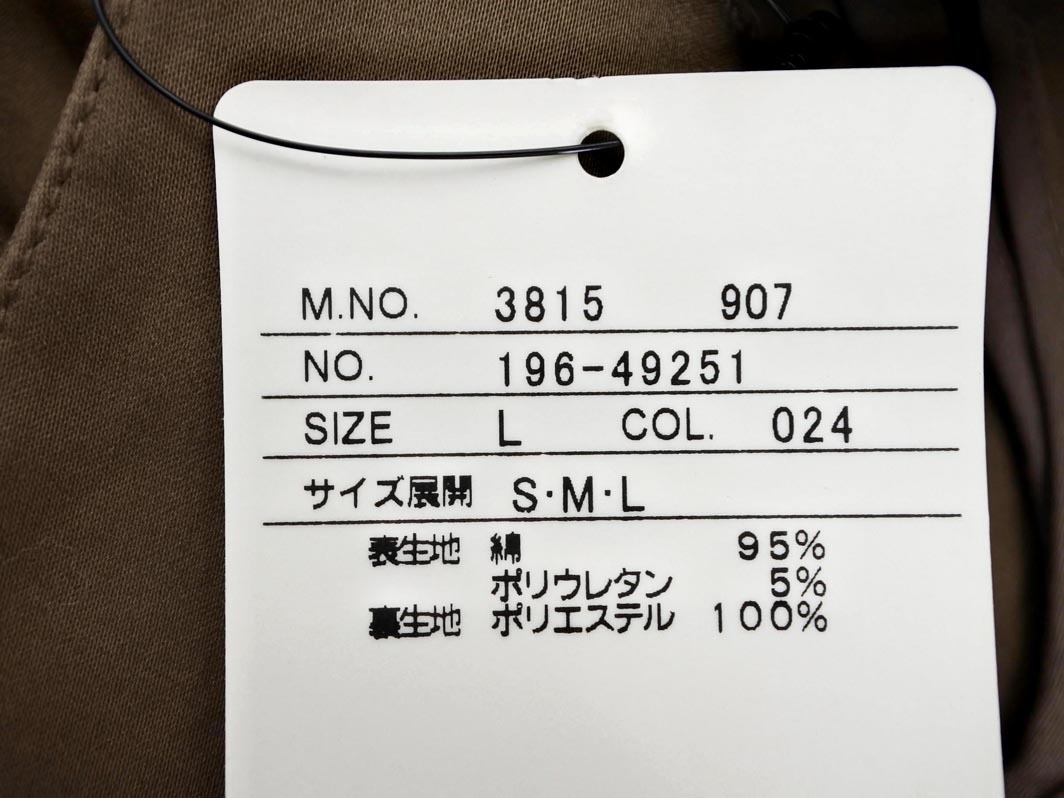 M.NO. 3815 907
NO. 196-49251
SIZE L COL. 024
サイズ展開 S・M・L
表生地 綿 95%
ポリウレタン 5%
裏生地 ポリエステル 100%